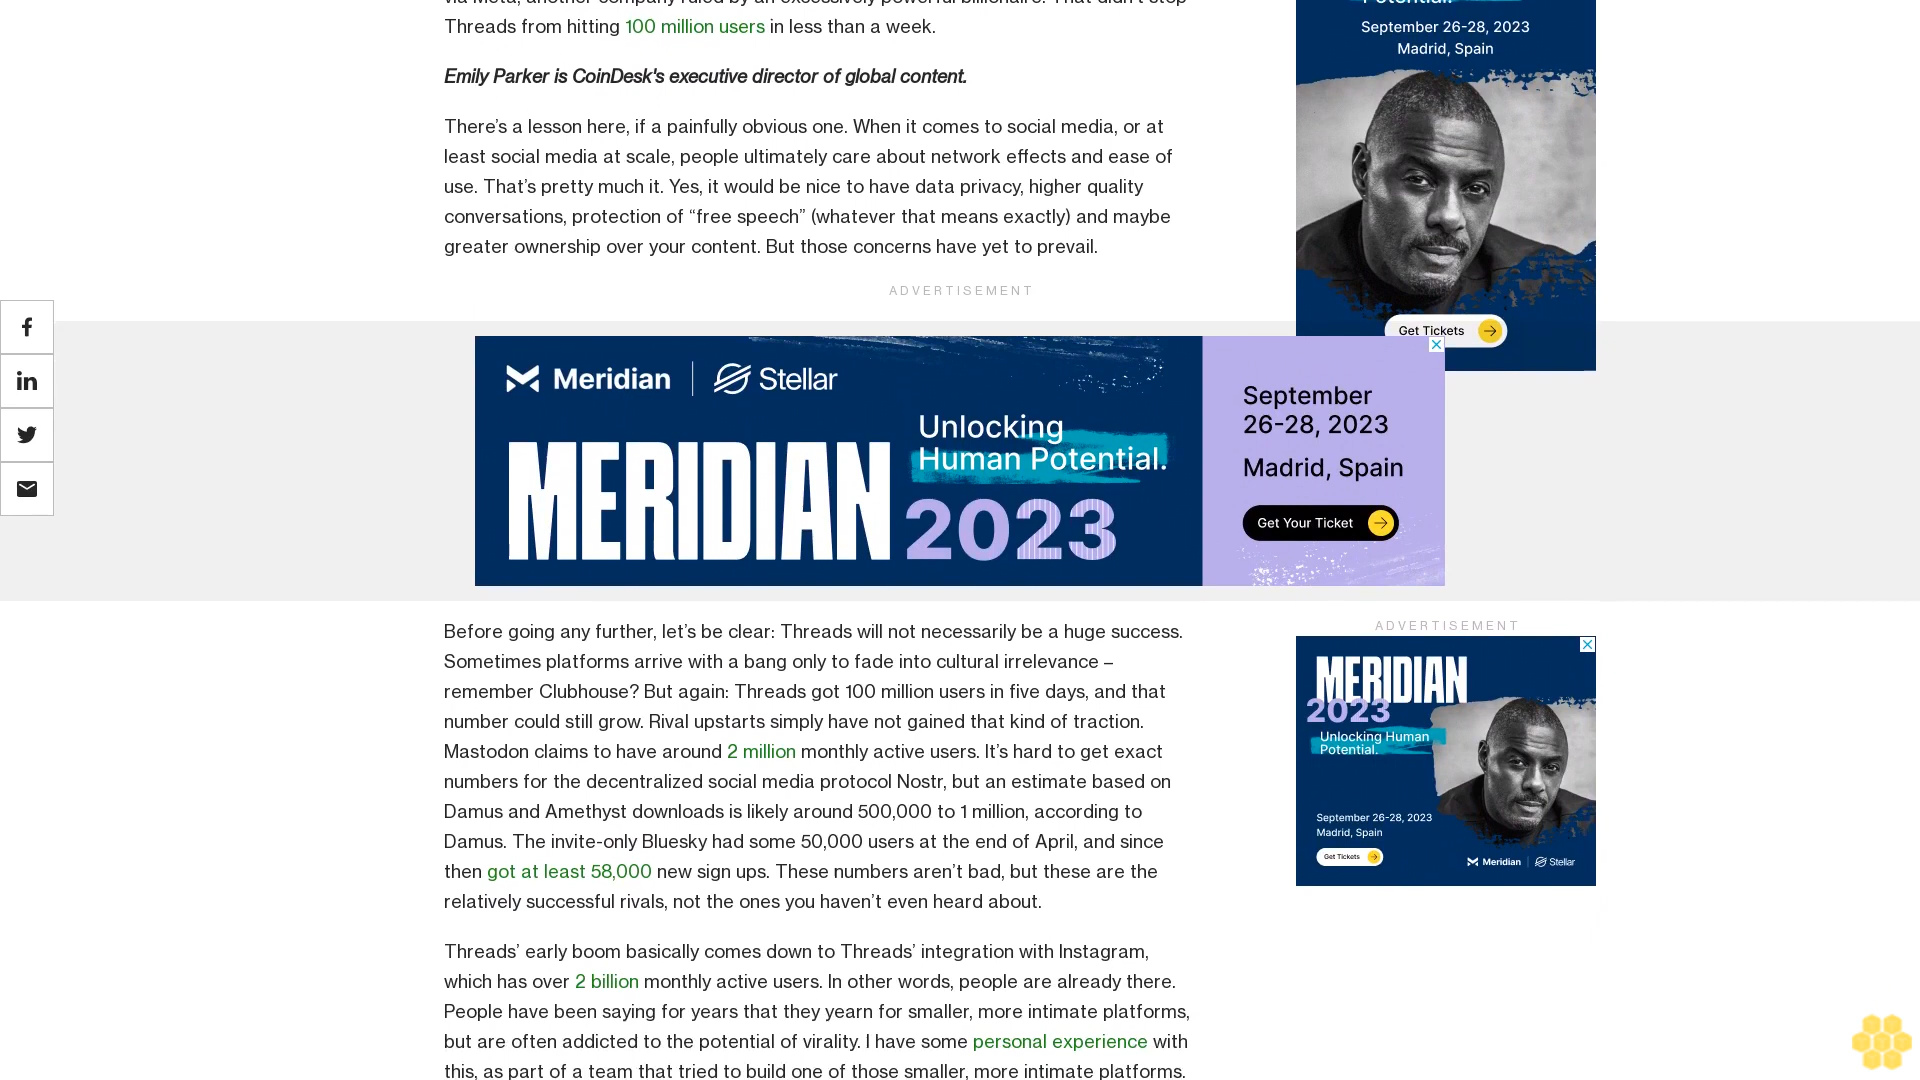 Threads from hitting 100 million users in less than a week.
Emily Parker is CoinDesk's executive director of global content.
There’s a lesson here, if a painfully obvious one. When it comes to social media, or at
least social media at scale, people ultimately care about network effects and ease of
use. That’s pretty much it. Yes, it would be nice to have data privacy, higher quality
conversations, protection of “free speech” (whatever that means exactly) and maybe
greater ownership over your content. But those concerns have yet to prevail.
September 26-28, 2023
Madrid, Spain
Get Tickets
ADVERTISEMENT
Meridian | Stellar
MERIDIAN
2023
Unlocking
Human Potential.
September
26-28, 2023
Madrid, Spain
Get Your Ticket
Before going any further, let’s be clear: Threads will not necessarily be a huge success.
Sometimes platforms arrive with a bang only to fade into cultural irrelevance –
remember Clubhouse? But again: Threads got 100 million users in five days, and that
number could still grow. Rival upstarts simply have not gained that kind of traction.
Mastodon claims to have around 2 million monthly active users. It’s hard to get exact
numbers for the decentralized social media protocol Nostr, but an estimate based on
Damus and Amethyst downloads is likely around 500,000 to 1 million, according to
Damus. The invite-only Bluesky had some 50,000 users at the end of April, and since
then got at least 58,000 new sign ups. These numbers aren’t bad, but these are the
relatively successful rivals, not the ones you haven’t even heard about.
Threads’ early boom basically comes down to Threads’ integration with Instagram,
which has over 2 billion monthly active users. In other words, people are already there.
People have been saying for years that they yearn for smaller, more intimate platforms,
but are often addicted to the potential of virality. I have some personal experience with
this, as part of a team that tried to build one of those smaller, more intimate platforms.
ADVERTISEMENT
MERIDIAN
2023
Unlocking Human
Potential.
September 26-28, 2023
Madrid, Spain
Get Tickets
Meridian | Stellar